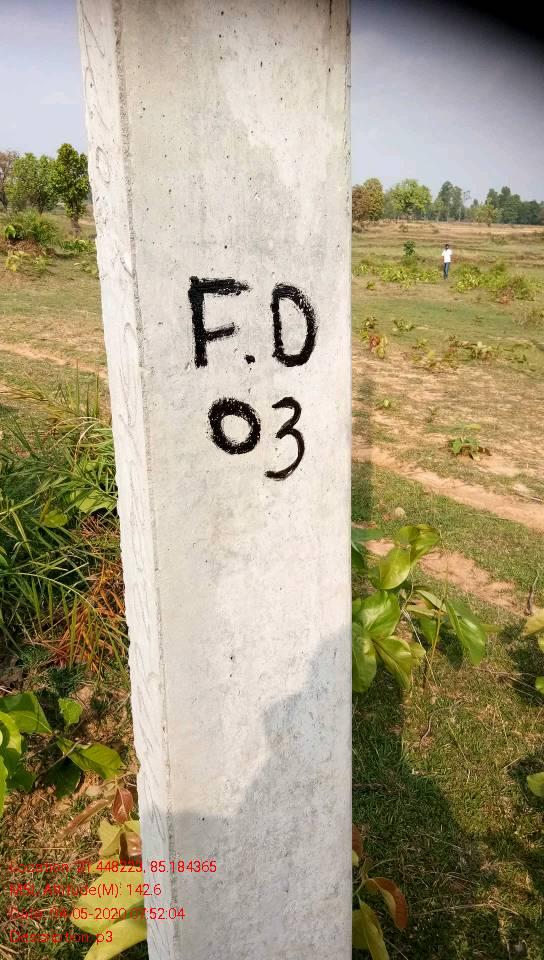 F.D
03
Location: 21.448223, 85.184365
MSL Altitude(M): 142.6
Date: 04-05-2020 07:52:04
Description: p3